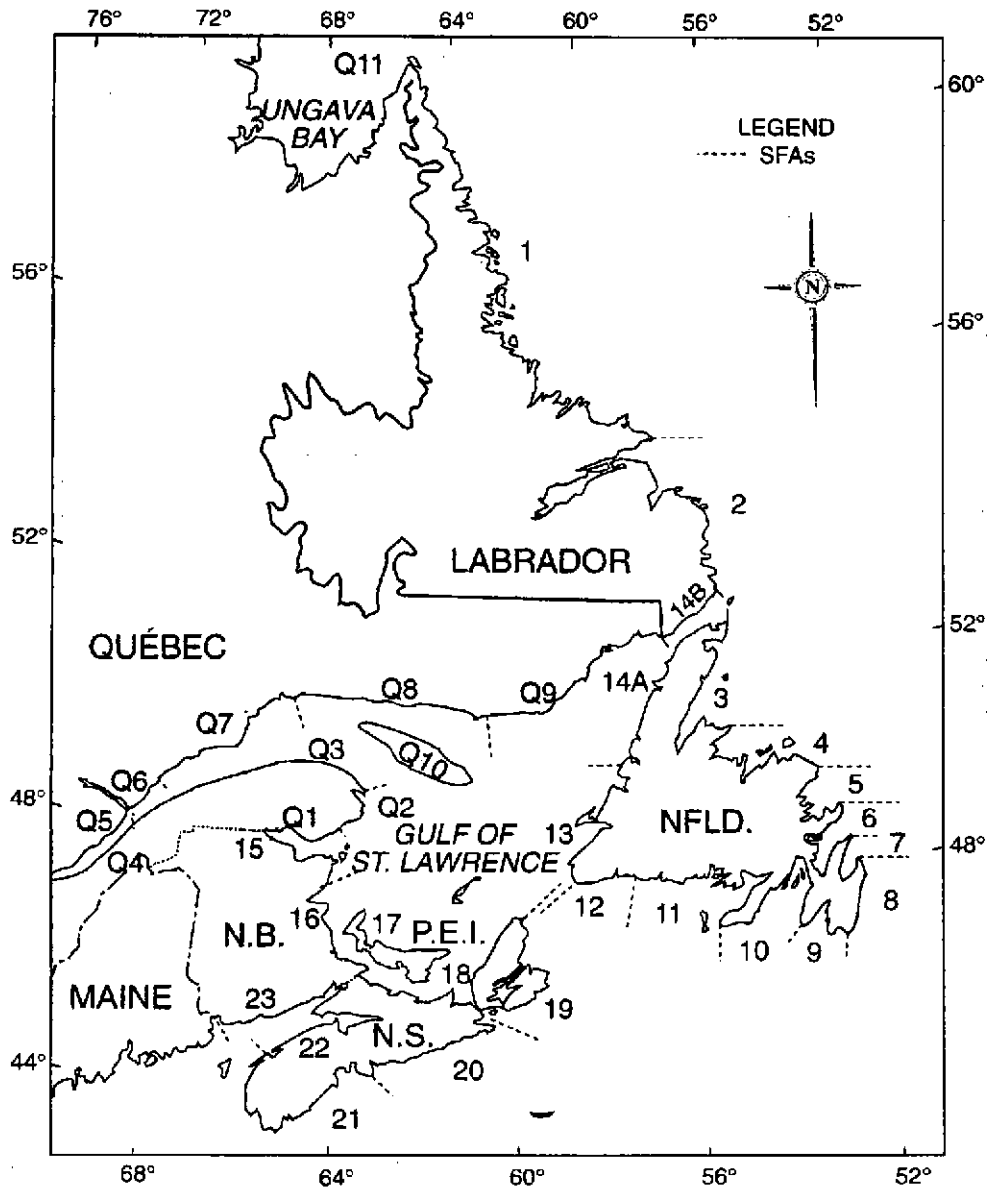 76° 72° 68° 64° 60° 56° 52°
Q11
60°
UNGAVA
BAY
LEGEND
----- SFAs
1
56°
N
56°
2
52°
LABRADOR
14B
52°
QUÉBEC
Q8
Q9
14A
3
Q7
Q3
Q10
4
Q6
5
48°
Q5
Q2
6
Q1
GULF OF
13
NFLD.
7
48°
Q4
15
ST. LAWRENCE
8
12
11
16
10
9
N.B.
17
P.E.I.
18
MAINE
23
19
N.S.
22
20
44°
21
68° 64° 60° 56° 52°